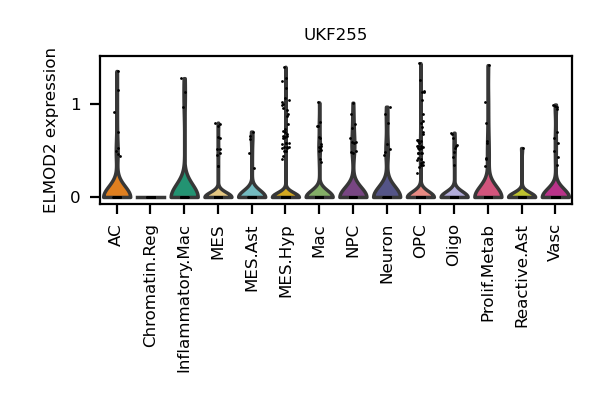 UKF255
ELMOD2 expression
1
0
AC
Chromatin.Reg
Inflammatory.Mac
MES
MES.Ast
MES.Hyp
Mac
NPC
Neuron
OPC
Oligo
Prolif.Metab
Reactive.Ast
Vasc